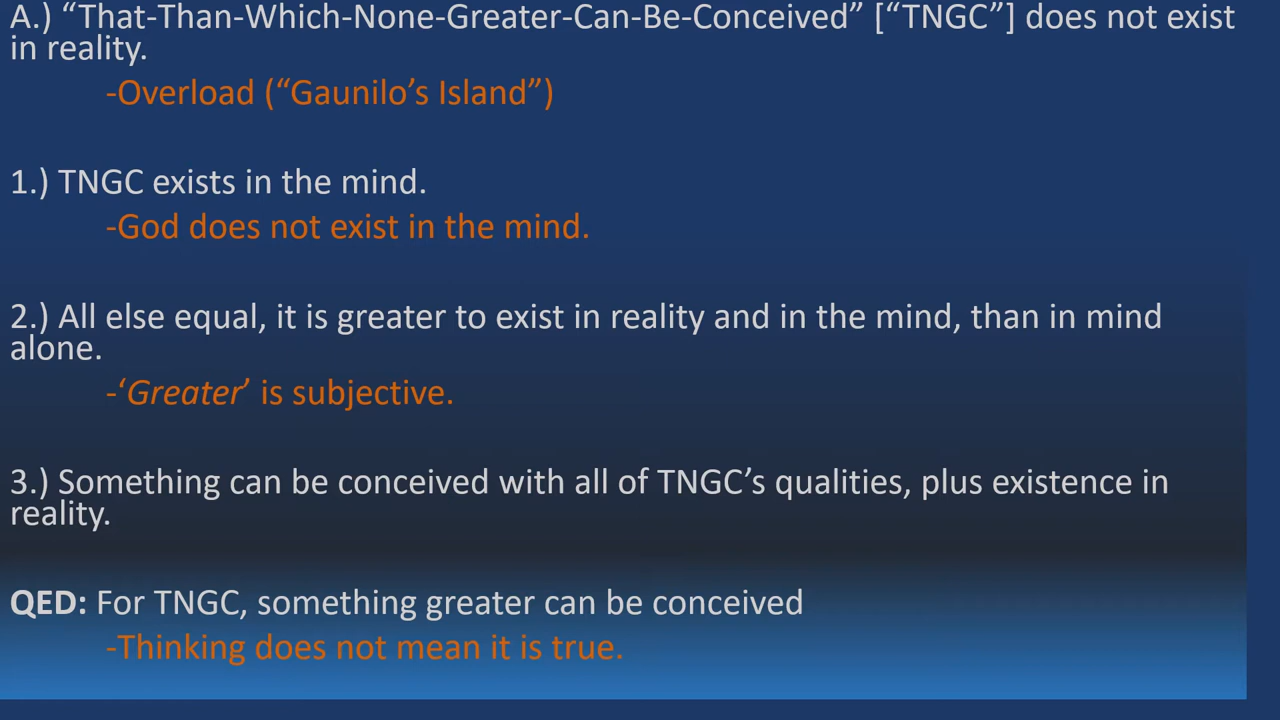 A.) “That-Than-Which-None-Greater-Can-Be-Conceived” [“TNGC”] does not exist
in reality.
-Overload (“Gaunilo’s Island”)
1.) TNGC exists in the mind.
-God does not exist in the mind.
2.) All else equal, it is greater to exist in reality and in the mind, than in mind
alone.
-‘Greater’ is subjective.
3.) Something can be conceived with all of TNGC’s qualities, plus existence in
reality.
QED: For TNGC, something greater can be conceived
-Thinking does not mean it is true.